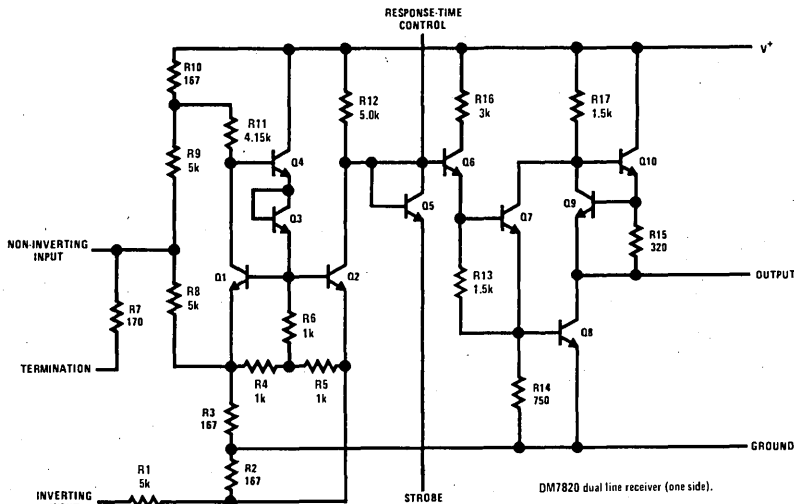 RESPONSE-TIME
CONTROL
V+
R10
167
R11
4.15k
R12
5.0k
R16
3k
R17
1.5k
R9
5k
Q4
Q6
Q10
Q3
Q5
Q7
Q9
R15
320
NON-INVERTING
INPUT
R7
170
R8
5k
Q1
Q2
R13
1.5k
OUTPUT
R6
1k
Q8
TERMINATION
R4
1k
R5
1k
R14
750
R3
167
GROUND
R1
5k
R2
167
INVERTING
STROBE
DM7820 dual line receiver (one side).